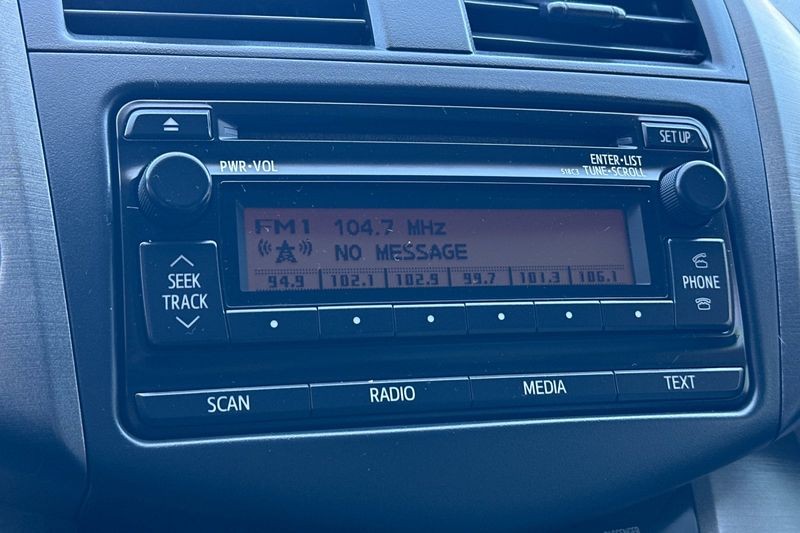 SET UP
PWR•VOL
ENTER•LIST
518C3 TUNE•SCROLL
FM1 104.7 MHz
NO MESSAGE
94.9 102.1 102.9 99.7 101.3 106.1
SEEK
TRACK
PHONE
SCAN
RADIO
MEDIA
TEXT